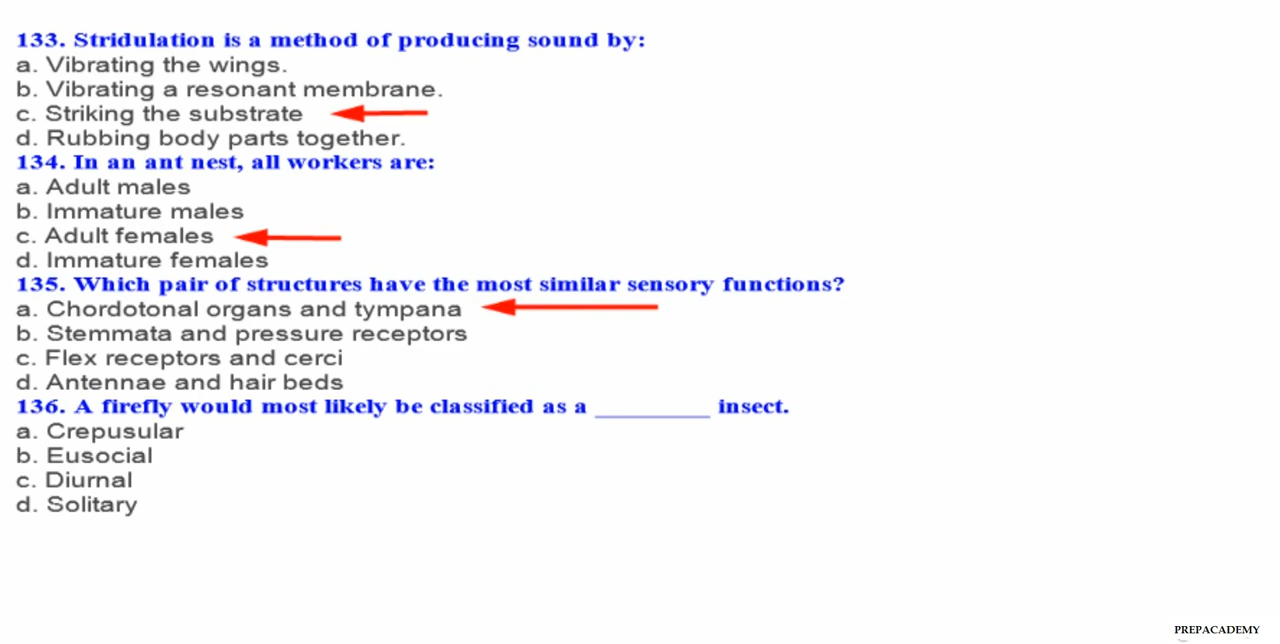 133. Stridulation is a method of producing sound by:
a. Vibrating the wings.
b. Vibrating a resonant membrane.
c. Striking the substrate
d. Rubbing body parts together.
134. In an ant nest, all workers are:
a. Adult males
b. Immature males
c. Adult females
d. Immature females
135. Which pair of structures have the most similar sensory functions?
a. Chordotonal organs and tympana
b. Stemmata and pressure receptors
c. Flex receptors and cerci
d. Antennae and hair beds
136. A firefly would most likely be classified as a __________ insect.
a. Crepusular
b. Eusocial
c. Diurnal
d. Solitary
PREPACADEMY